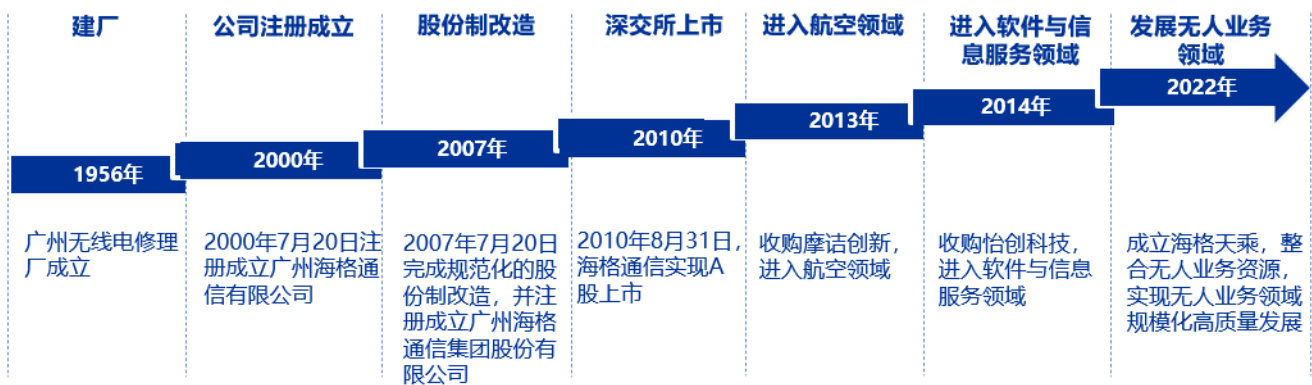 建厂
公司注册成立
股份制改造
深交所上市
进入航空领域
进入软件与信
息服务领域
发展无人业务
领域
1956年
2000年
2007年
2010年
2013年
2014年
2022年
广州无线电修理
厂成立
2000年7月20日注
册成立广州海格通
信有限公司
2007年7月20日
完成规范化的股
份制改造，并注
册成立广州海格
通信集团股份有
限公司
2010年8月31日，
海格通信实现A
股上市
收购摩诘创新，
进入航空领域
收购怡创科技，
进入软件与信息
服务领域
成立海格天乘，整
合无人业务资源，
实现无人业务领域
规模化高质量发展